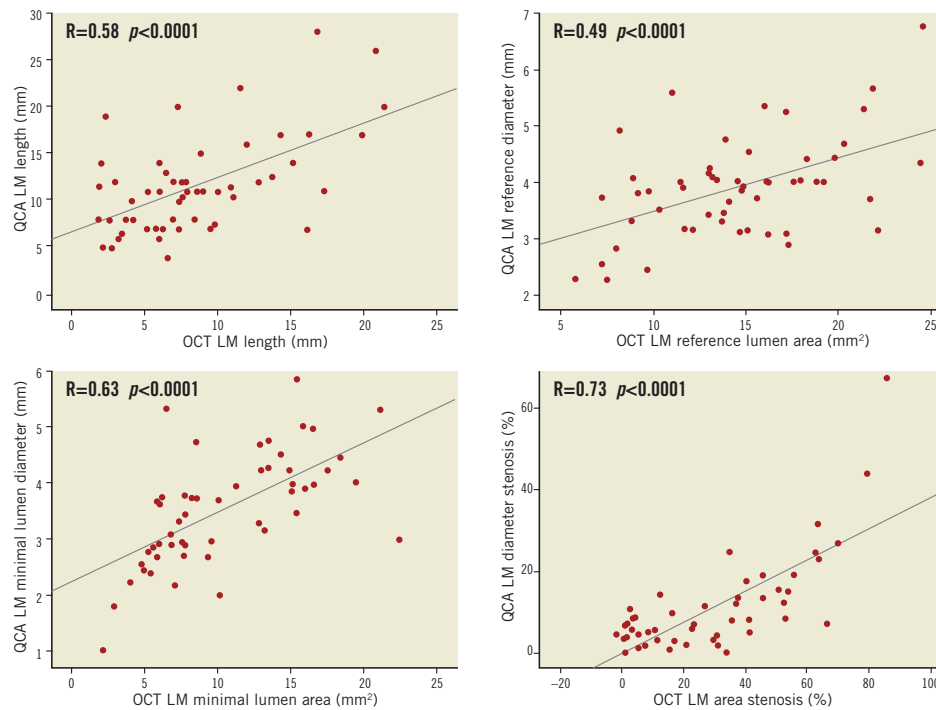 R=0.58 p<0.0001
QCA LM length (mm)
30
25
20
15
10
5
0
0 5 10 15 20 25
OCT LM length (mm)
R=0.49 p<0.0001
QCA LM reference diameter (mm)
7
6
5
4
3
2
5 10 15 20 25
OCT LM reference lumen area (mm²)
R=0.63 p<0.0001
QCA LM minimal lumen diameter (mm)
6
5
4
3
2
1
0 5 10 15 20 25
OCT LM minimal lumen area (mm²)
R=0.73 p<0.0001
QCA LM diameter stenosis (%)
60
40
20
0
−20 0 20 40 60 80 100
OCT LM area stenosis (%)